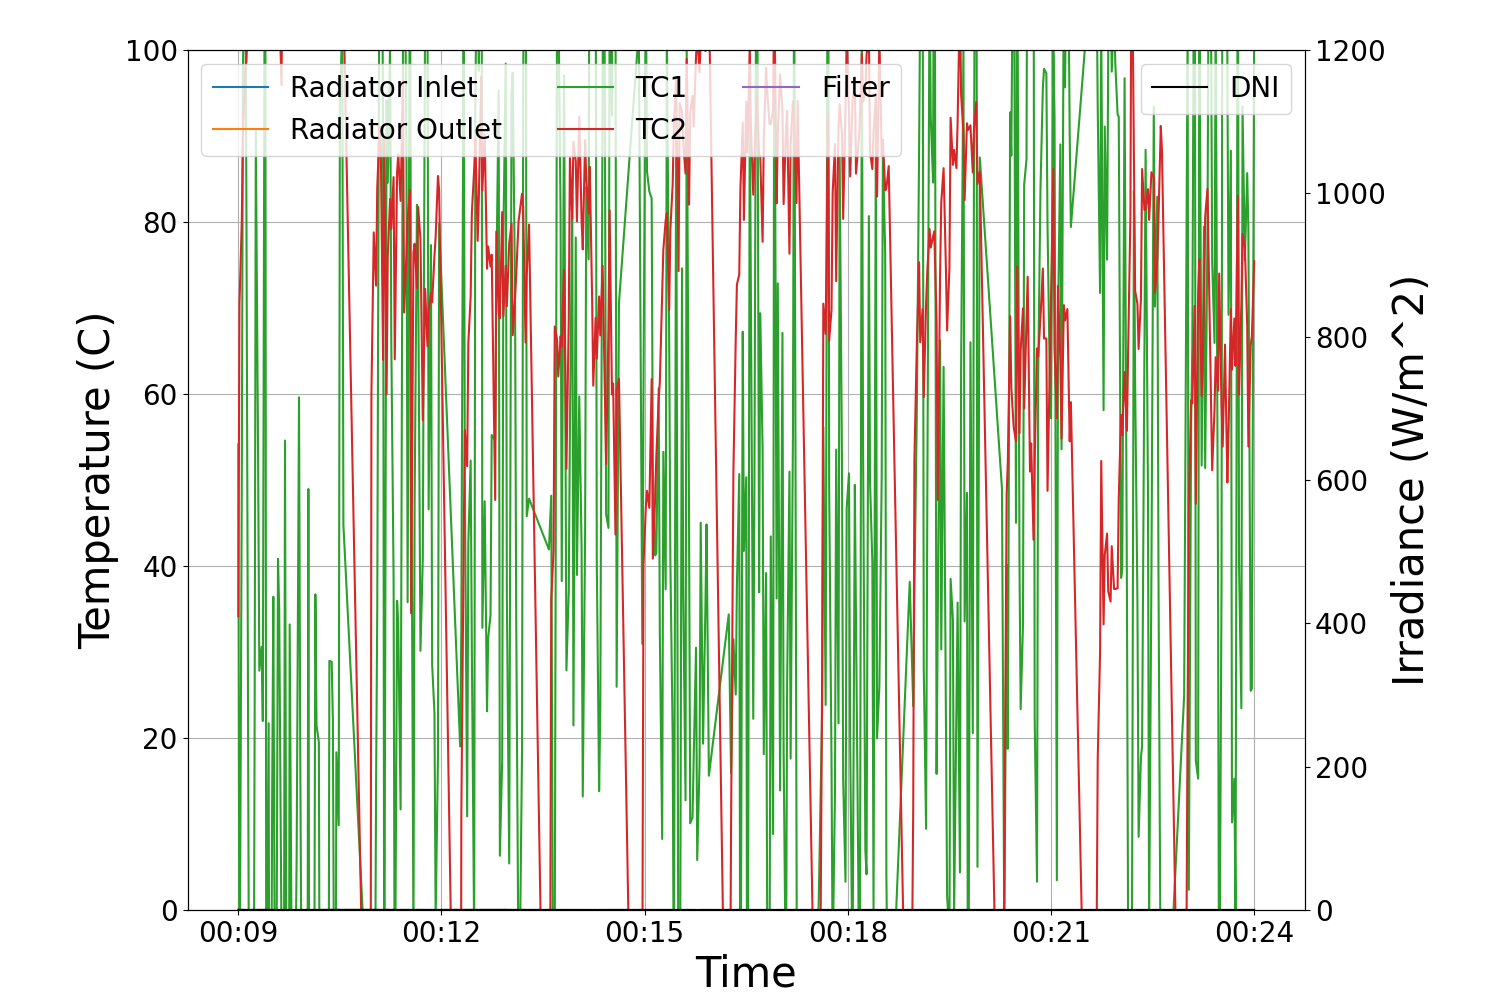 100
80
60
40
20
0
Temperature (C)
Radiator Inlet
Radiator Outlet
TC1
TC2
Filter
DNI
1200
1000
800
600
400
200
0
Irradiance (W/m^2)
00:09 00:12 00:15 00:18 00:21 00:24
Time